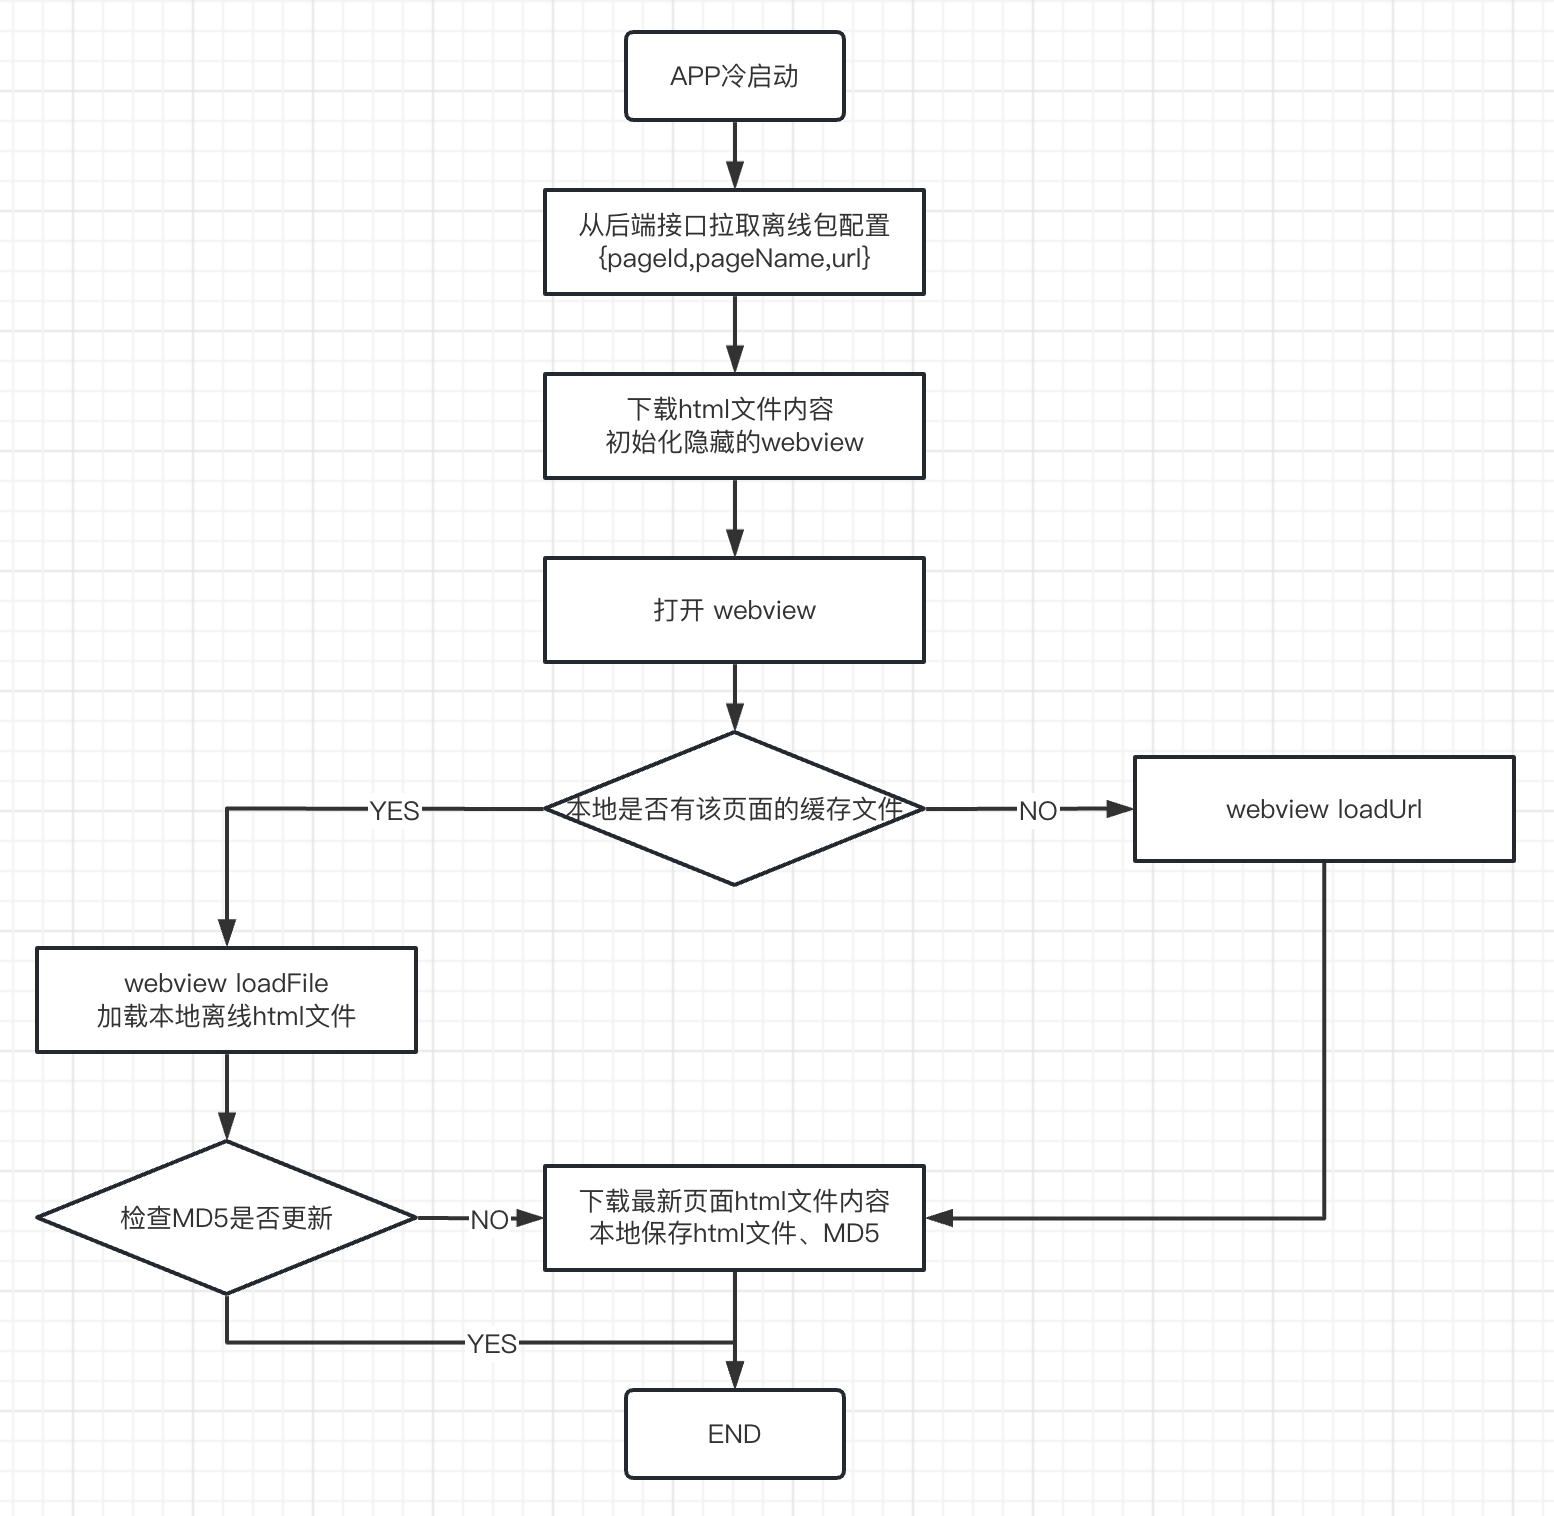 APP冷启动
从后端接口拉取离线包配置
{pageId,pageName,url}
下载html文件内容
初始化隐藏的webview
打开 webview
本地是否有该页面的缓存文件
YES
NO
webview loadUrl
webview loadFile
加载本地离线html文件
检查MD5是否更新
NO
下载最新页面html文件内容
本地保存html文件、MD5
YES
END